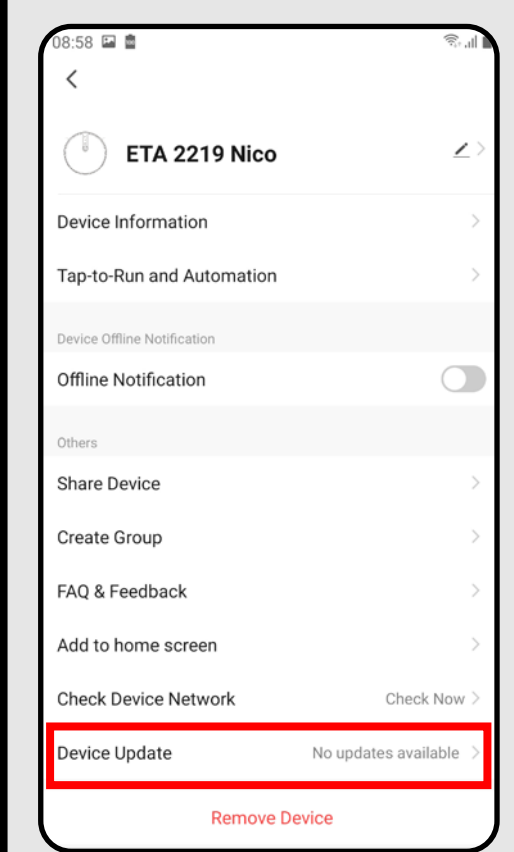 08:58
ETA 2219 Nico
Device Information
Tap-to-Run and Automation
Device Offline Notification
Offline Notification
Others
Share Device
Create Group
FAQ & Feedback
Add to home screen
Check Device Network Check Now
Device Update No updates available
Remove Device